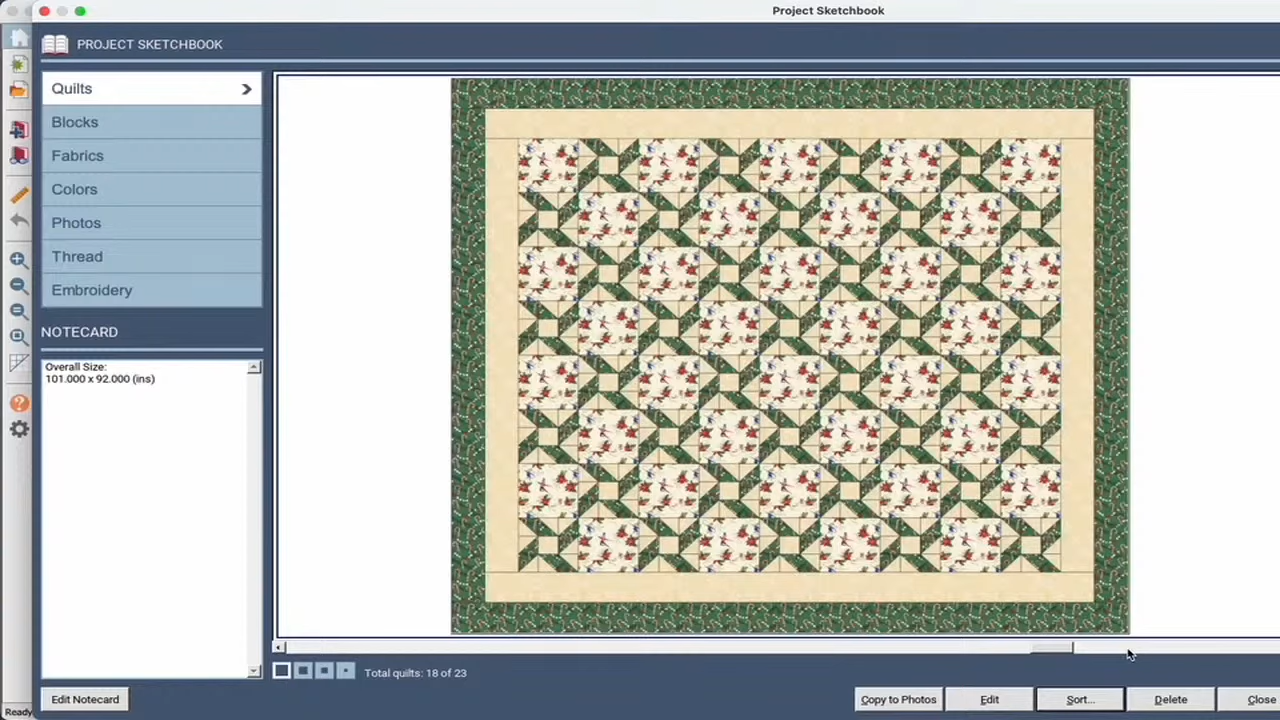 Project Sketchbook
PROJECT SKETCHBOOK
Quilts
Blocks
Fabrics
Colors
Photos
Thread
Embroidery
NOTECARD
Overall Size:
101.000 x 92.000 (ins)
Total quilts: 18 of 23
Edit Notecard
Copy to Photos
Edit
Sort...
Delete
Close
Ready